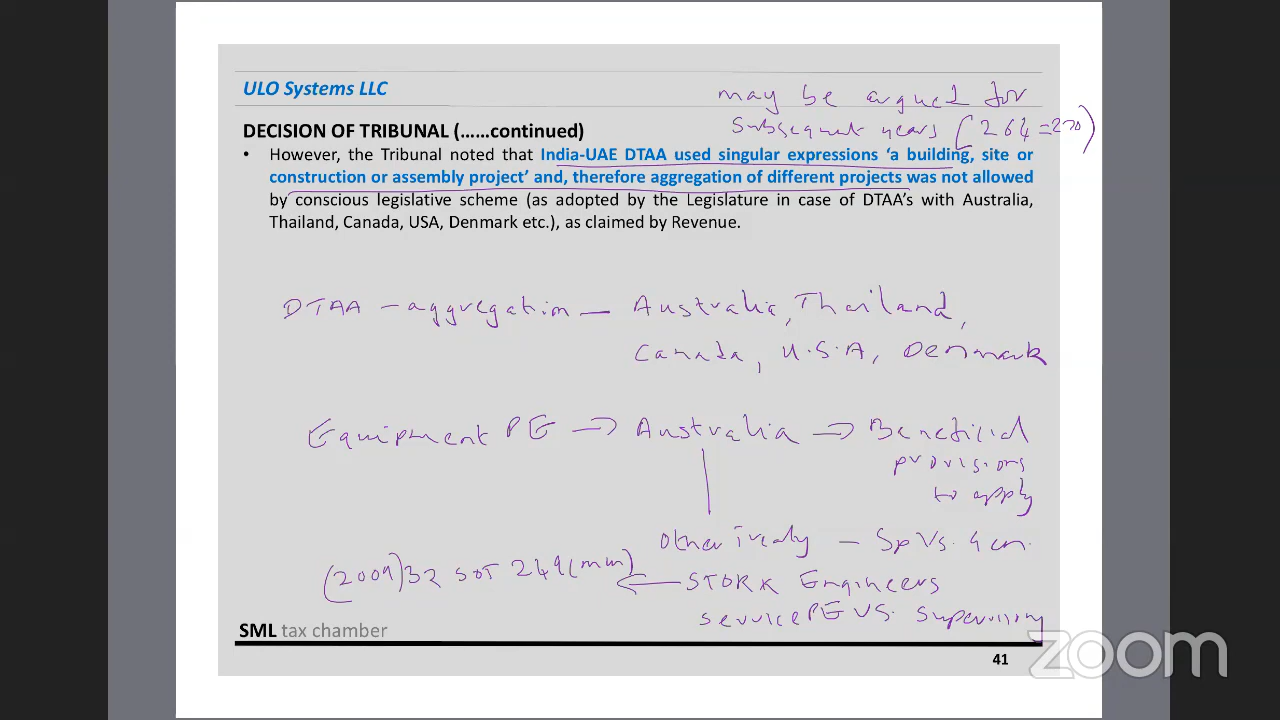 ULO Systems LLC
may be argued for
subsequent years (264=270)
DECISION OF TRIBUNAL (……continued)
• However, the Tribunal noted that India-UAE DTAA used singular expressions ‘a building, site or
construction or assembly project’ and, therefore aggregation of different projects was not allowed
by conscious legislative scheme (as adopted by the Legislature in case of DTAA’s with Australia,
Thailand, Canada, USA, Denmark etc.), as claimed by Revenue.
DTAA - aggregation - Australia, Thailand,
Canada, U.S.A, Denmark
Equipment PE → Australia → Beneficial
provisions
to apply
Other - Sp Vs. Gen.
(2009) 32 SOT 249 (mum) ← STORK Engineers
service PE VS. supervisory
SML tax chamber
41
zoom